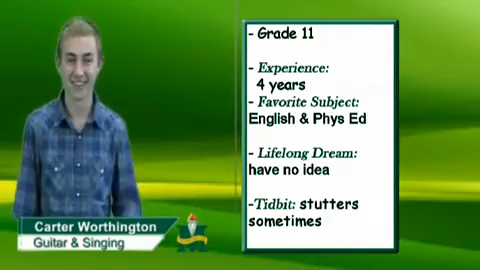 - Grade 11
- Experience:
4 years
- Favorite Subject:
English & Phys Ed
- Lifelong Dream:
have no idea
-Tidbit: stutters
sometimes
Carter Worthington
Guitar & Singing
M